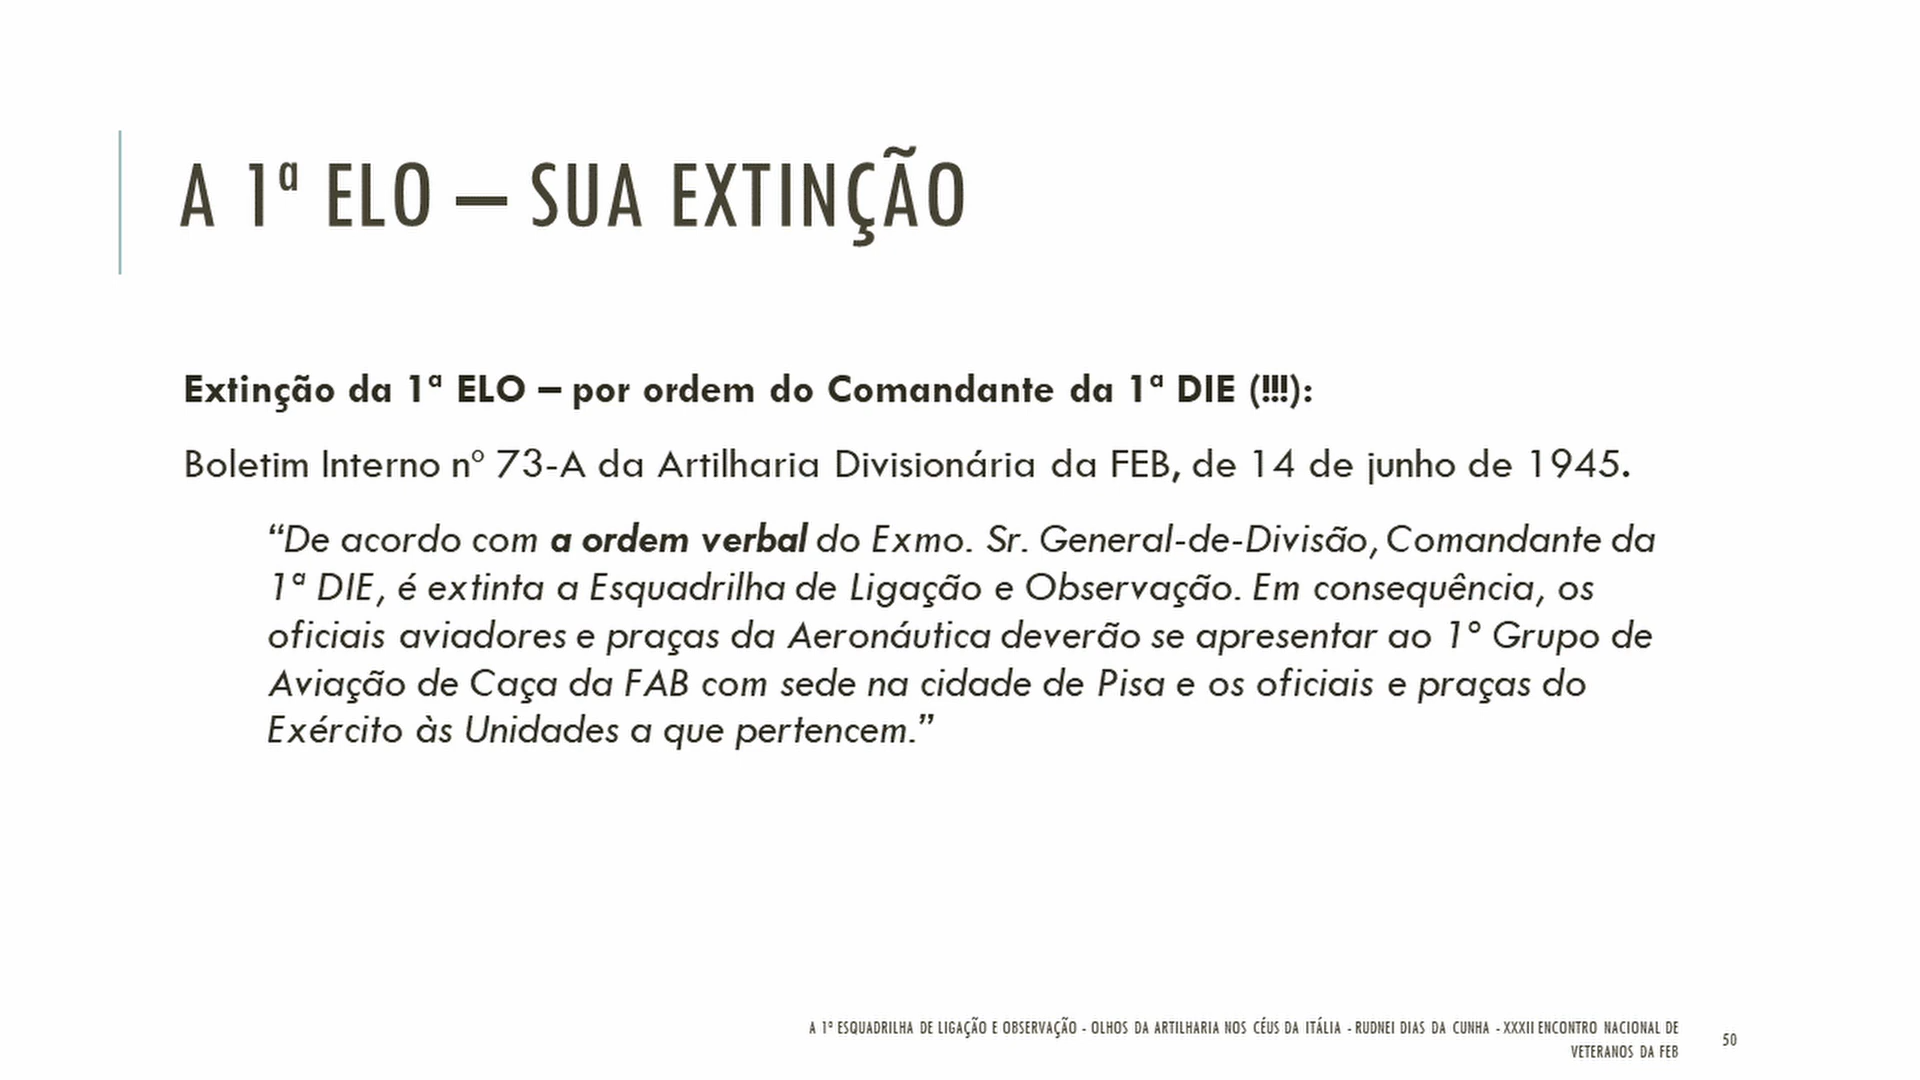 A 1ª ELO – SUA EXTINÇÃO
Extinção da 1ª ELO – por ordem do Comandante da 1ª DIE (!!!):
Boletim Interno nº 73-A da Artilharia Divisionária da FEB, de 14 de junho de 1945.
“De acordo com a ordem verbal do Exmo. Sr. General-de-Divisão, Comandante da
1ª DIE, é extinta a Esquadrilha de Ligação e Observação. Em consequência, os
oficiais aviadores e praças da Aeronáutica deverão se apresentar ao 1º Grupo de
Aviação de Caça da FAB com sede na cidade de Pisa e os oficiais e praças do
Exército às Unidades a que pertencem.”
A 1ª ESQUADRILHA DE LIGAÇÃO E OBSERVAÇÃO - OLHOS DA ARTILHARIA NOS CÉUS DA ITÁLIA - RUDNEI DIAS DA CUNHA - XXXII ENCONTRO NACIONAL DE
VETERANOS DA FEB
50